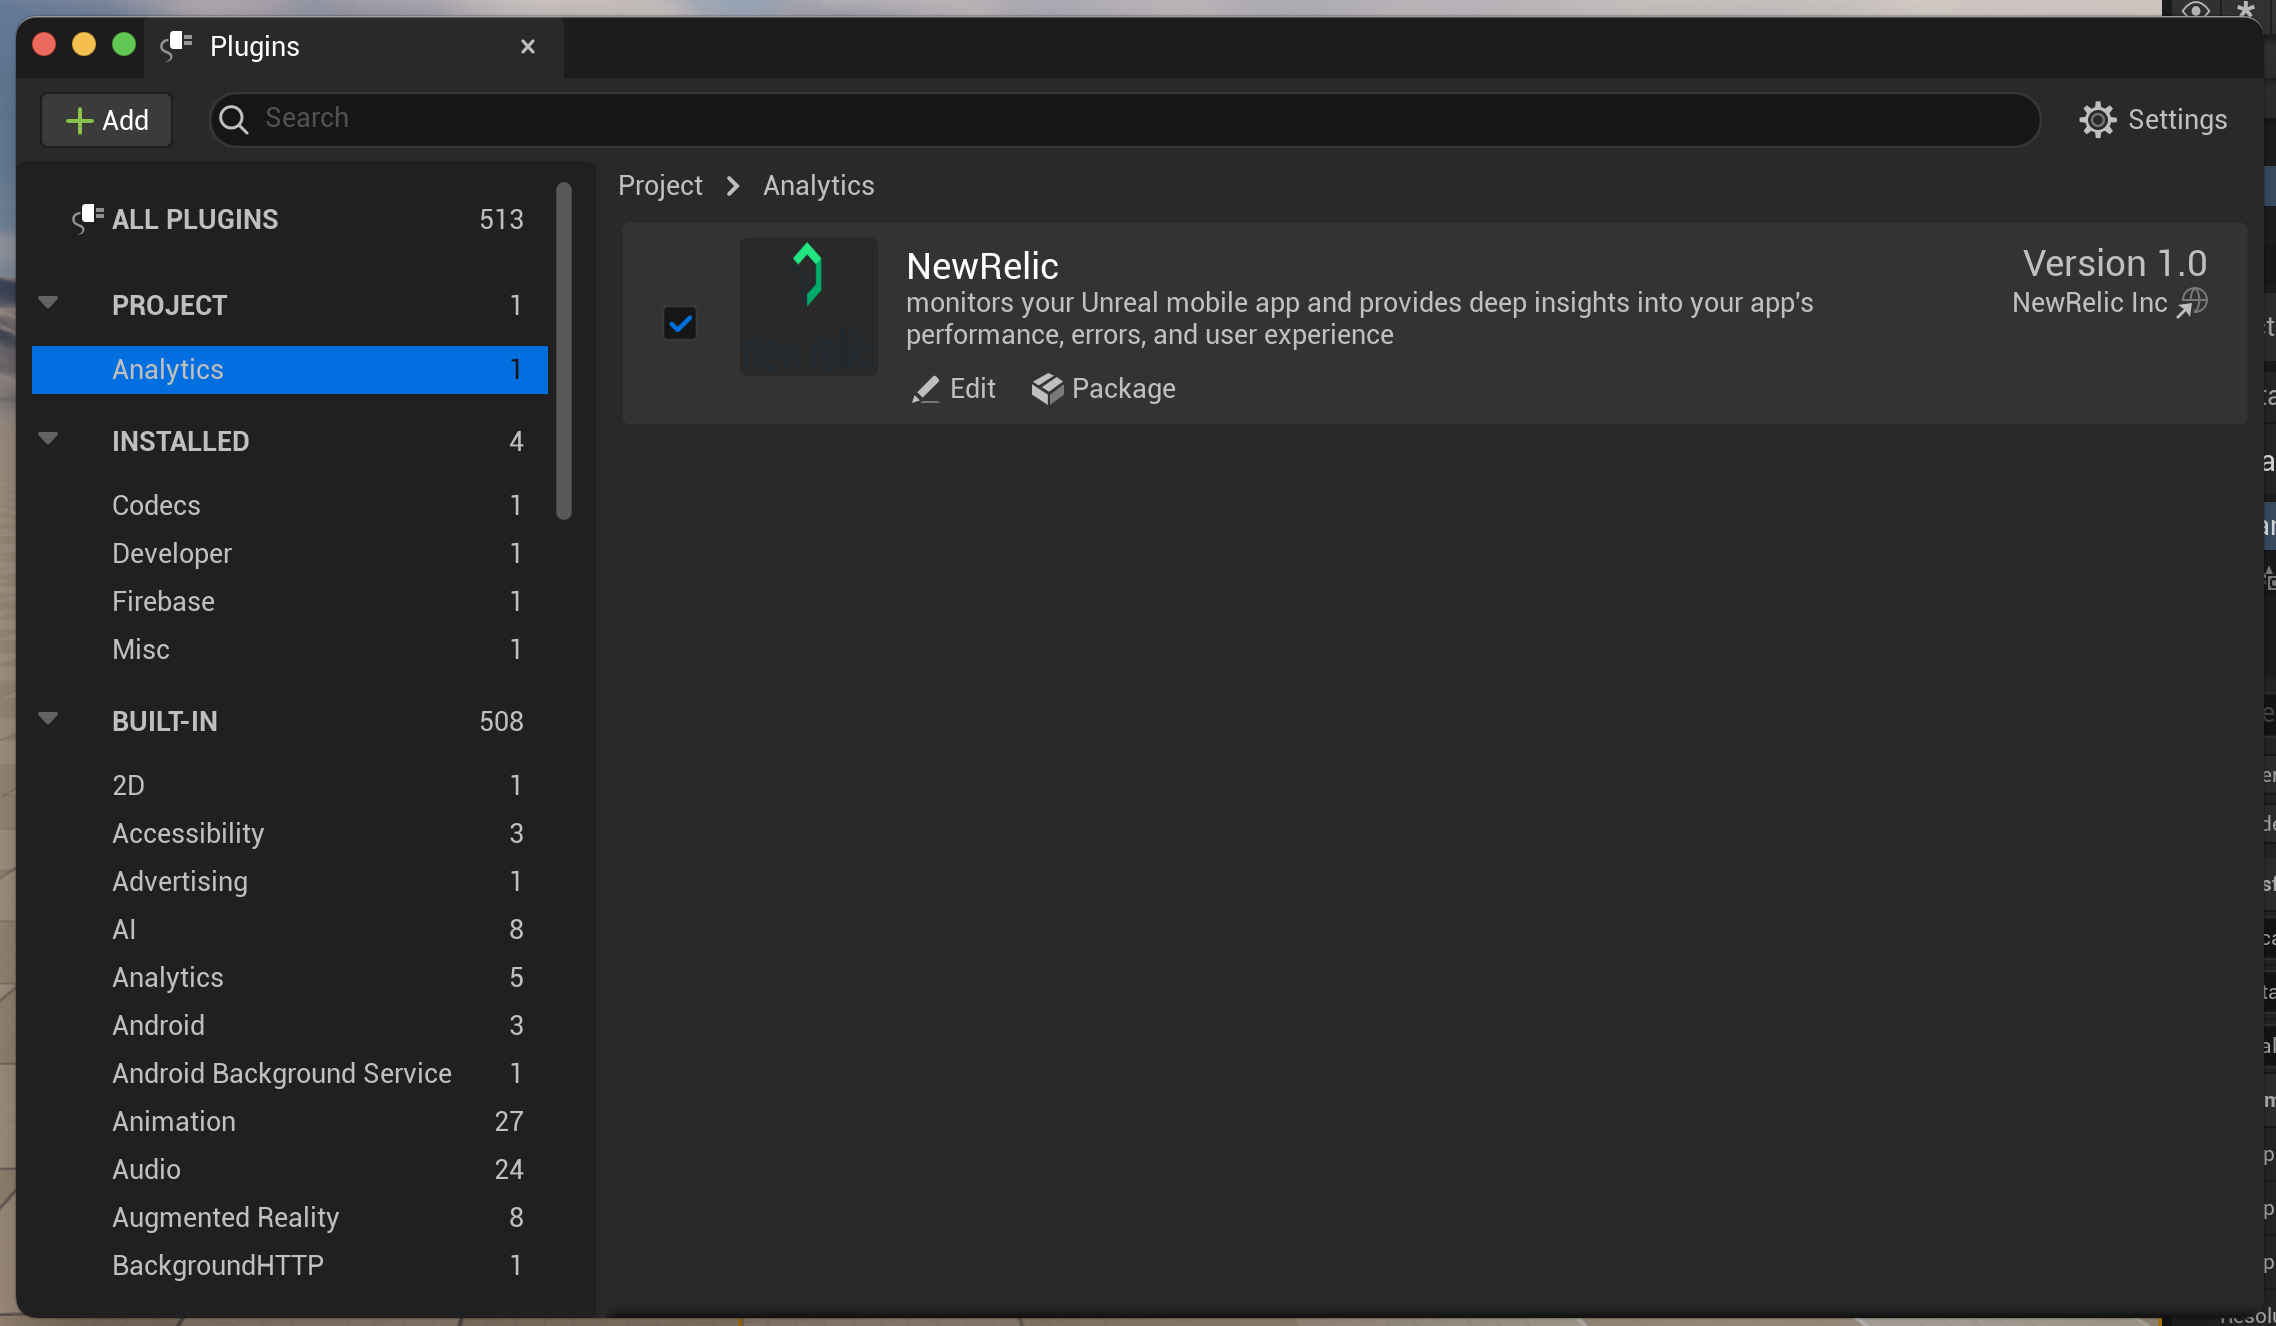 Plugins
Add
Search
Settings
ALL PLUGINS 513
PROJECT 1
Analytics 1
INSTALLED 4
Codecs 1
Developer 1
Firebase 1
Misc 1
BUILT-IN 508
2D 1
Accessibility 3
Advertising 1
AI 8
Analytics 5
Android 3
Android Background Service 1
Animation 27
Audio 24
Augmented Reality 8
BackgroundHTTP 1
Project > Analytics
NewRelic
monitors your Unreal mobile app and provides deep insights into your app's
performance, errors, and user experience
Edit Package
Version 1.0
NewRelic Inc